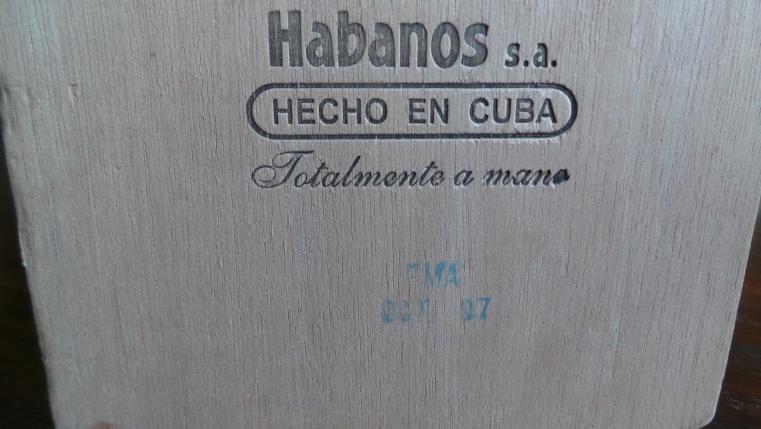 Habanos s.a.
HECHO EN CUBA
Totalmente a mano